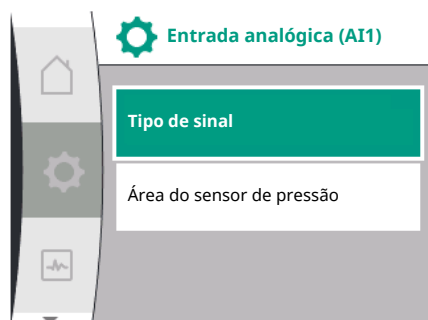 Entrada analógica (AI1)
Tipo de sinal
Área do sensor de pressão